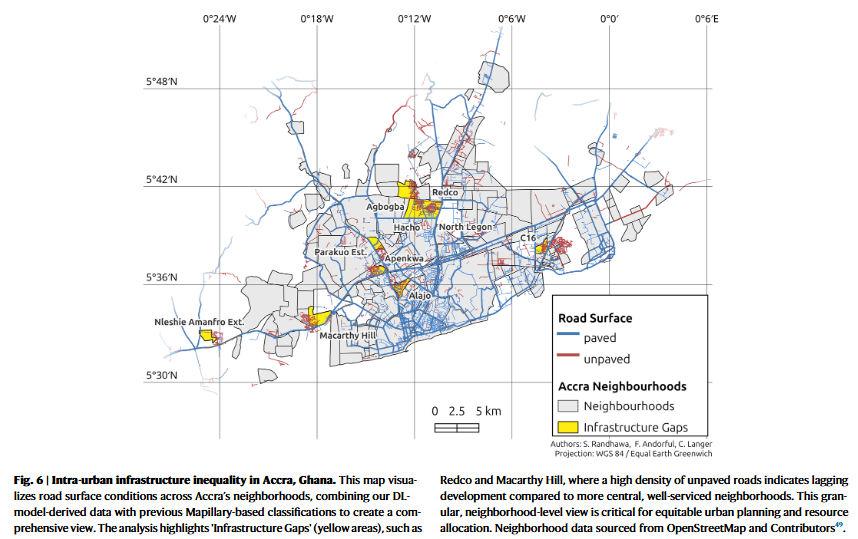 0°24'W 0°18'W 0°12'W 0°6'W 0°0' 0°6'E
5°48'N
5°42'N
Redco
Agbogba
Hacho
North Legon
C16
Parakuo Est.
Apenkwa
5°36'N
Alajo
Nleshie Amanfro Ext.
Macarthy Hill
5°30'N
0 2.5 5 km
Road Surface
paved
unpaved
Accra Neighbourhoods
Neighbourhoods
Infrastructure Gaps
Authors: S. Randhawa, F. Andorful, C. Langer
Projection: WGS 84 / Equal Earth Greenwich
Fig. 6 | Intra-urban infrastructure inequality in Accra, Ghana. This map visua-
lizes road surface conditions across Accra's neighborhoods, combining our DL-
model-derived data with previous Mapillary-based classifications to create a com-
prehensive view. The analysis highlights 'Infrastructure Gaps' (yellow areas), such as
Redco and Macarthy Hill, where a high density of unpaved roads indicates lagging
development compared to more central, well-serviced neighborhoods. This gran-
ular, neighborhood-level view is critical for equitable urban planning and resource
allocation. Neighborhood data sourced from OpenStreetMap and Contributors⁴⁹.